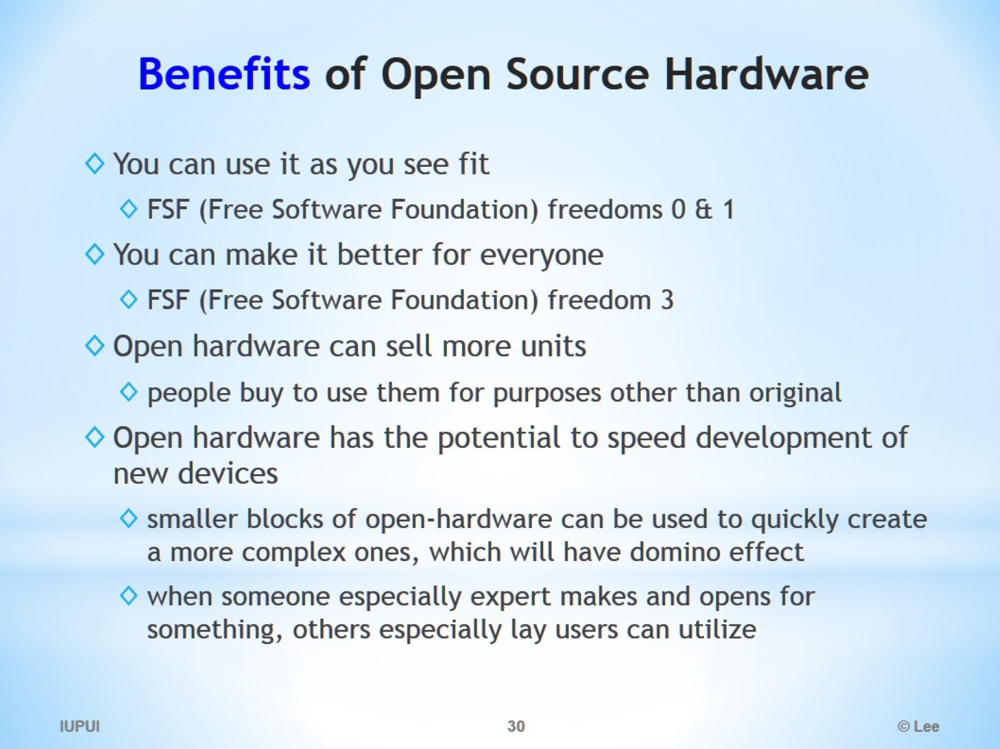 Benefits of Open Source Hardware
You can use it as you see fit
FSF (Free Software Foundation) freedoms 0 & 1
You can make it better for everyone
FSF (Free Software Foundation) freedom 3
Open hardware can sell more units
people buy to use them for purposes other than original
Open hardware has the potential to speed development of
new devices
smaller blocks of open-hardware can be used to quickly create
a more complex ones, which will have domino effect
when someone especially expert makes and opens for
something, others especially lay users can utilize
IUPUI 30 © Lee